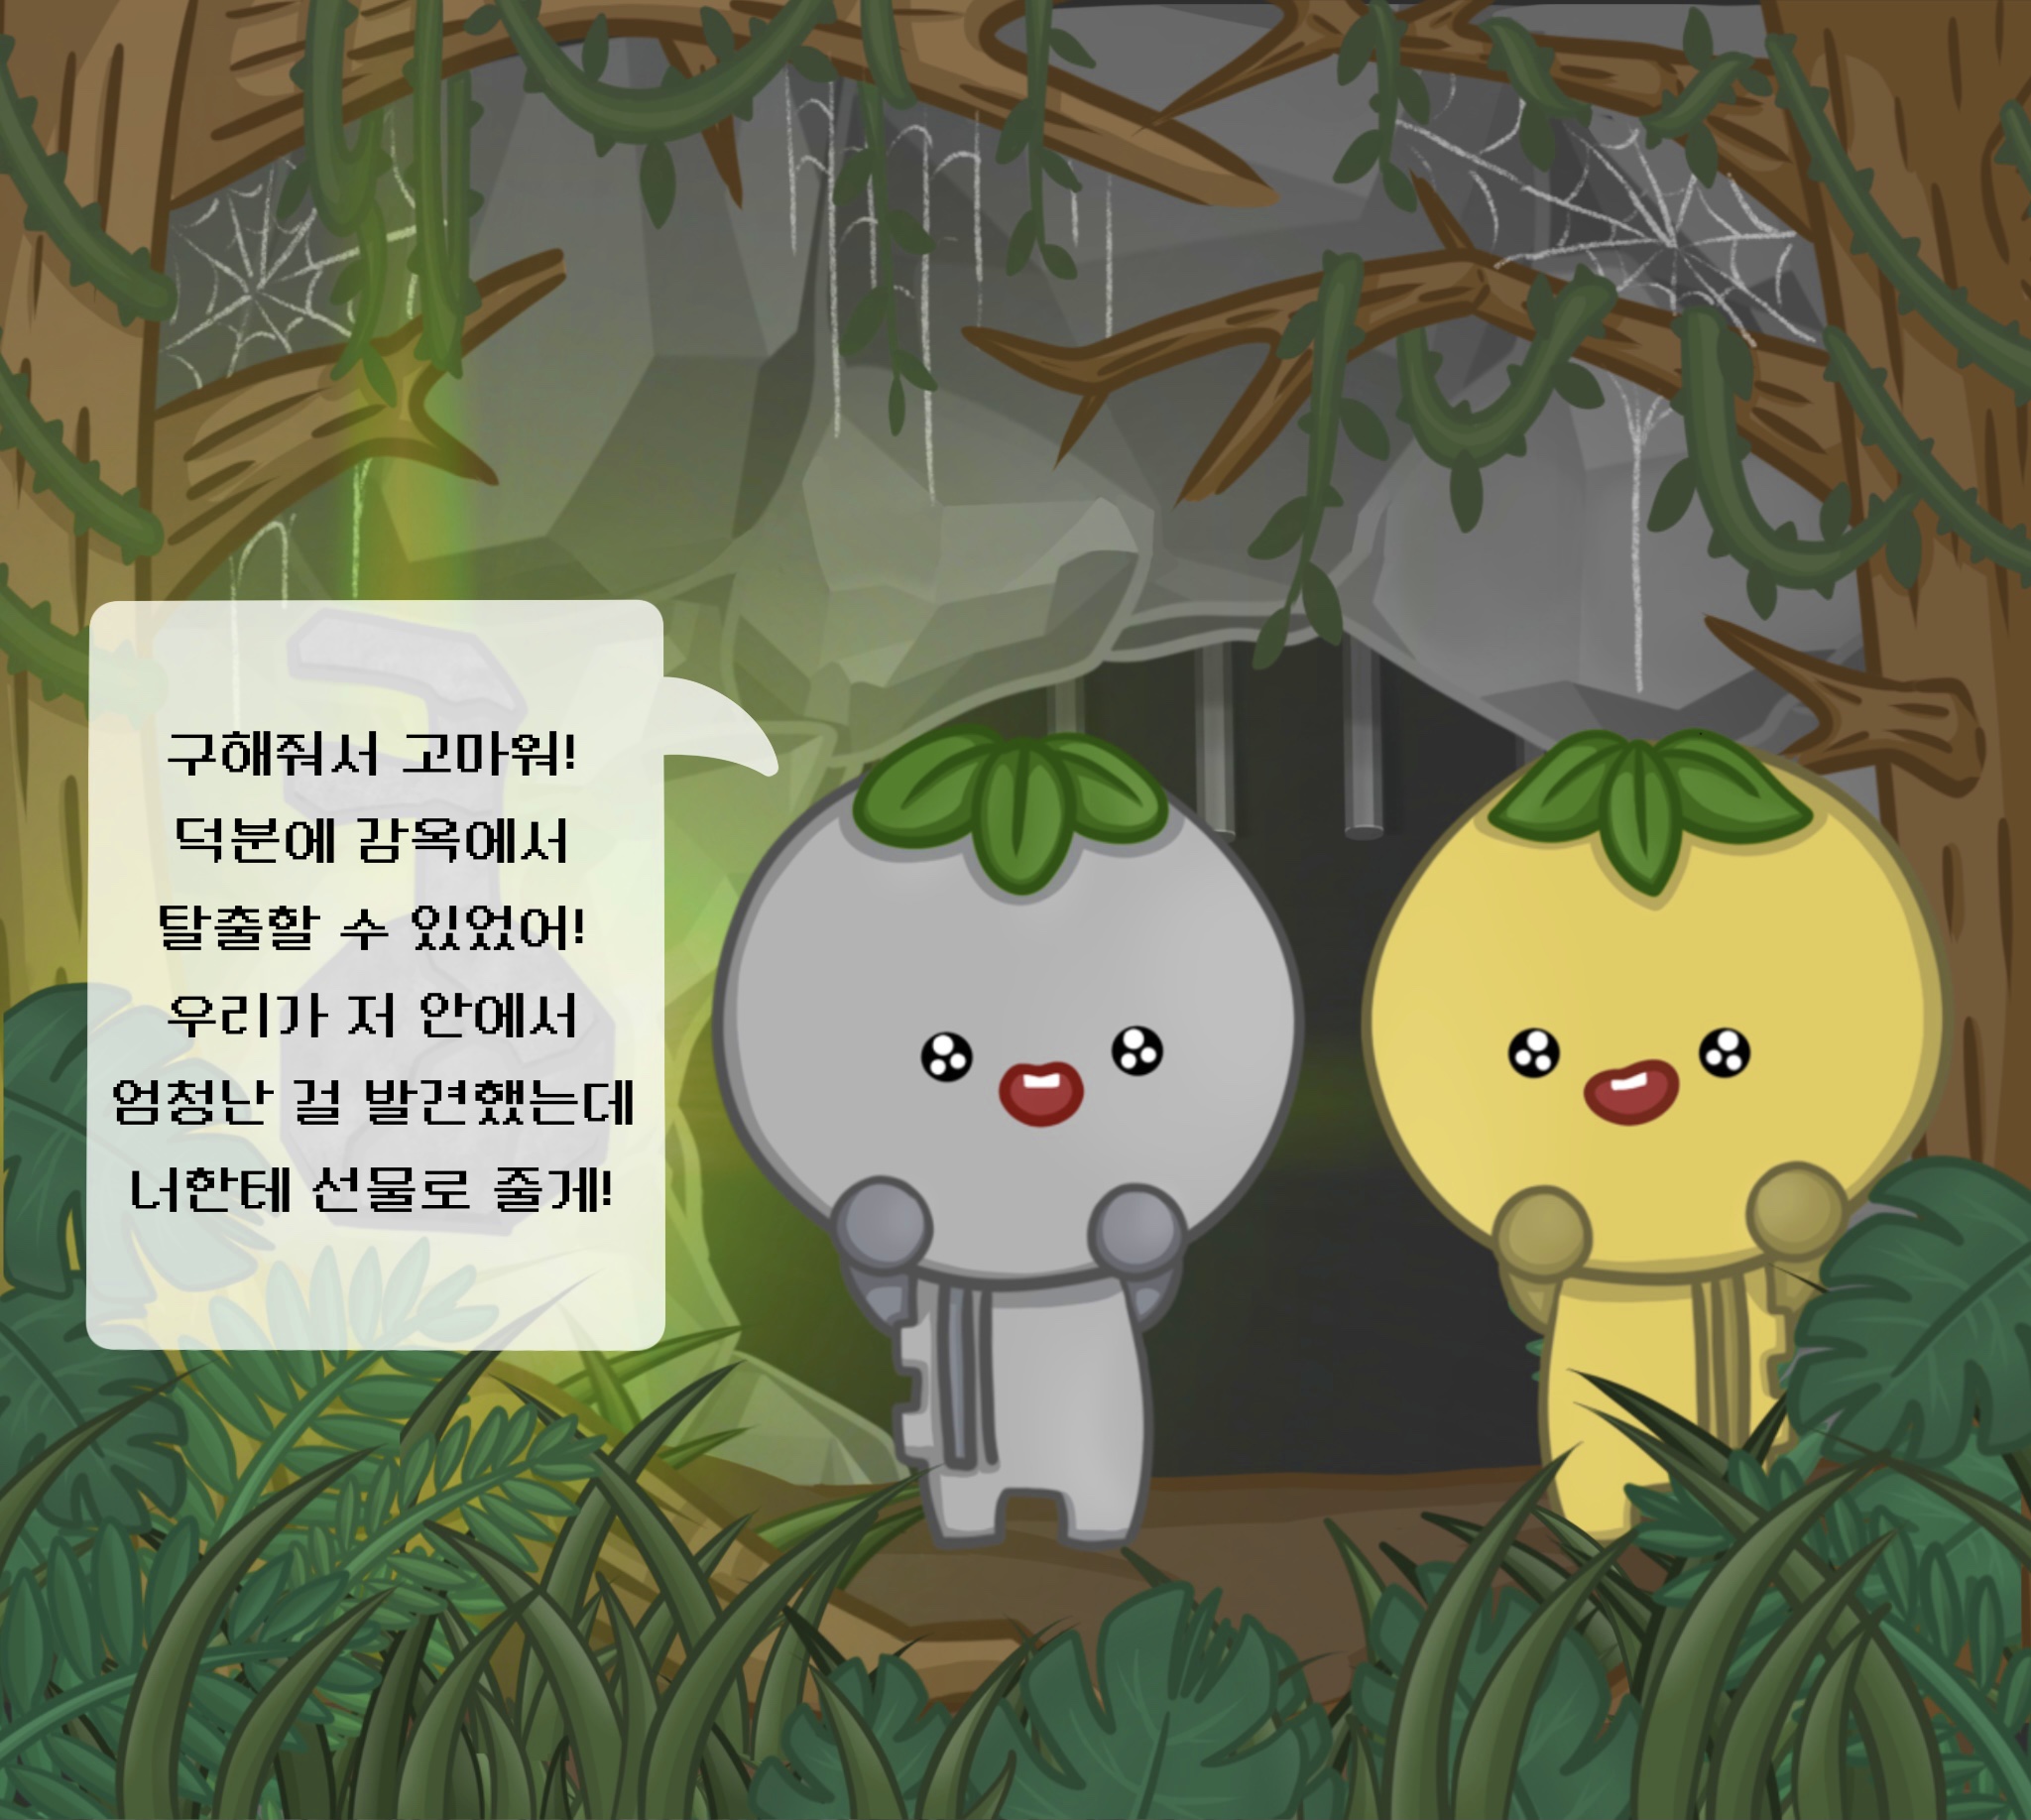 구해줘서 고마워!
덕분에 감옥에서
탈출할 수 있었어!
우리가 저 안에서
엄청난 걸 발견했는데
너한테 선물로 줄게!